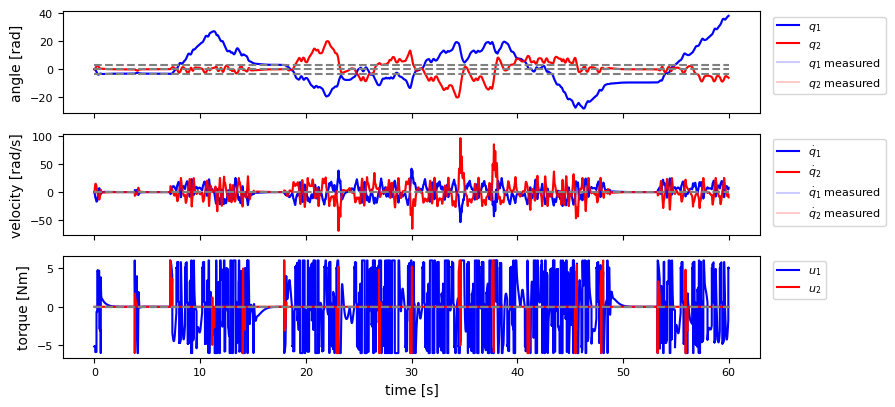 angle [rad]
40
20
0
−20
q₁
q₂
q₁ measured
q₂ measured
velocity [rad/s]
100
50
0
−50
q̇₁
q̇₂
q̇₁ measured
q̇₂ measured
torque [Nm]
5
0
−5
u₁
u₂
0 10 20 30 40 50 60
time [s]